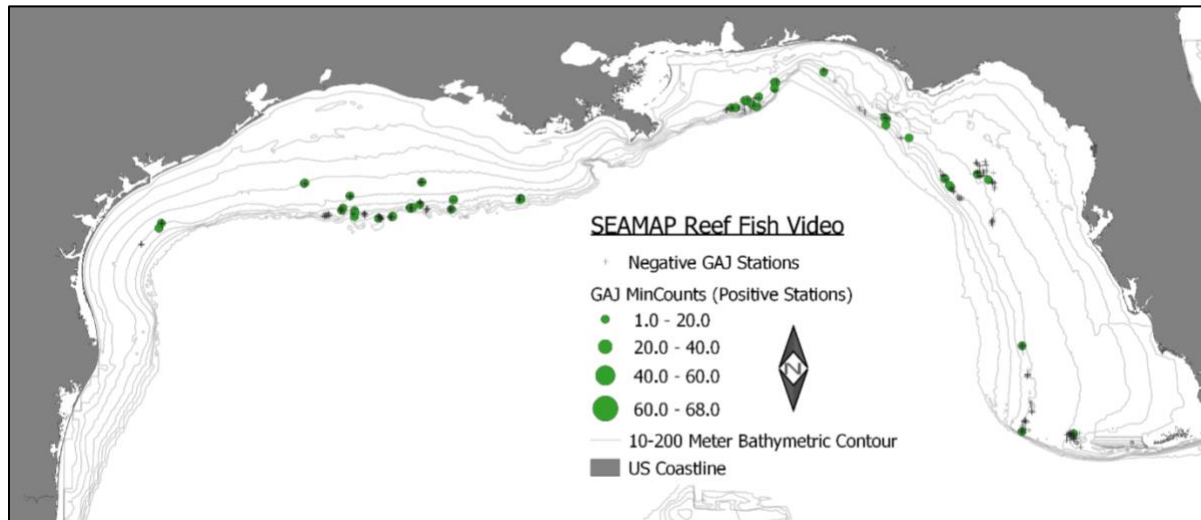 SEAMAP Reef Fish Video
Negative GAJ Stations
GAJ MinCounts (Positive Stations)
1.0 - 20.0
20.0 - 40.0
40.0 - 60.0
60.0 - 68.0
N
10-200 Meter Bathymetric Contour
US Coastline